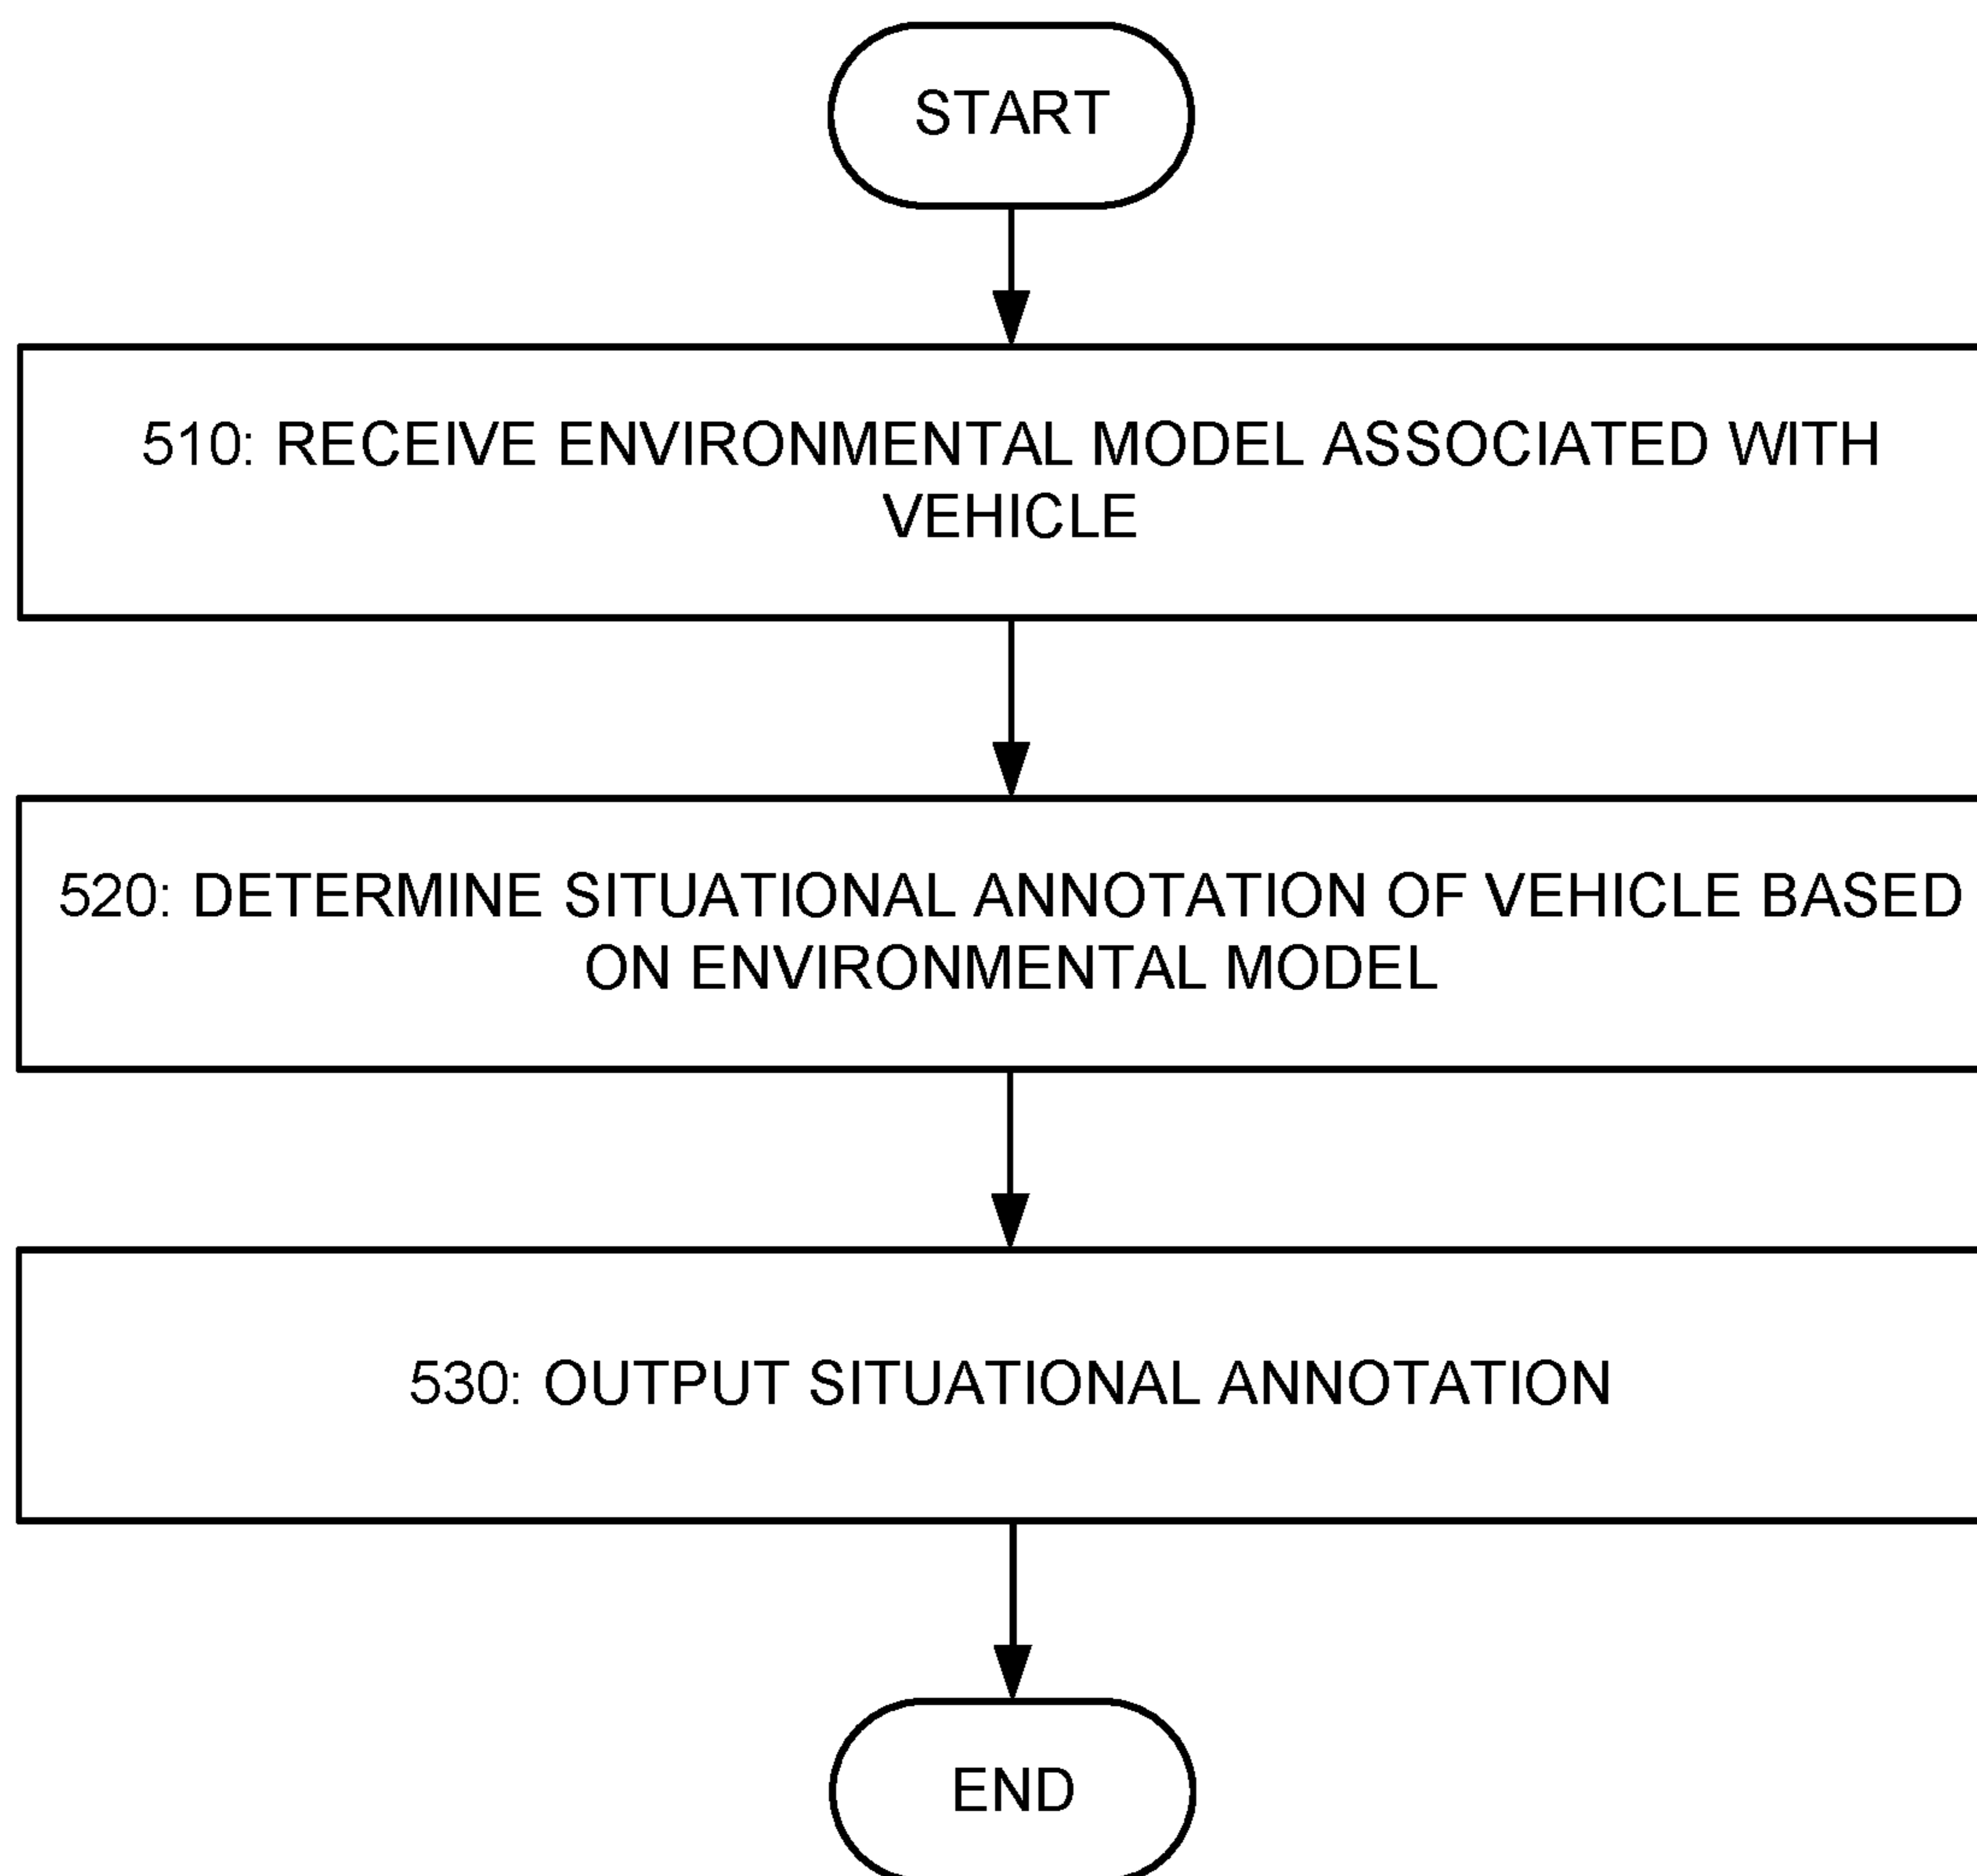 START
510: RECEIVE ENVIRONMENTAL MODEL ASSOCIATED WITH
VEHICLE
520: DETERMINE SITUATIONAL ANNOTATION OF VEHICLE BASED
ON ENVIRONMENTAL MODEL
530: OUTPUT SITUATIONAL ANNOTATION
END